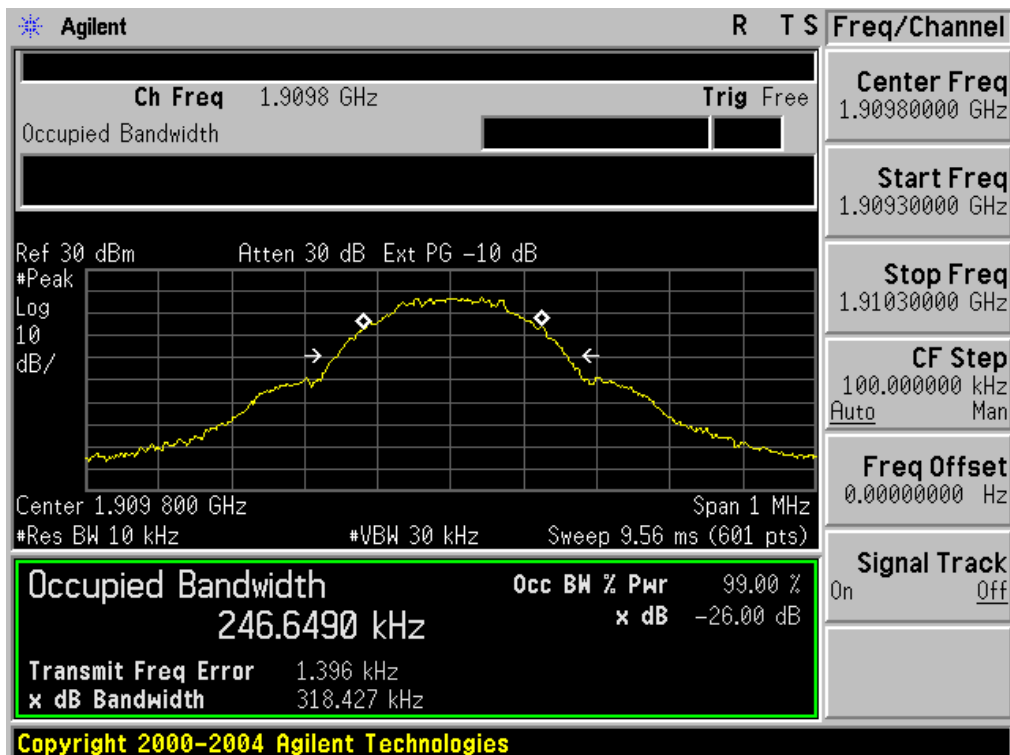 Agilent R T S
Freq/Channel
Ch Freq 1.9098 GHz Trig Free
Occupied Bandwidth
Ref 30 dBm Atten 30 dB Ext PG -10 dB
#Peak
Log
10
dB/
Center 1.909 800 GHz Span 1 MHz
#Res BW 10 kHz #VBW 30 kHz Sweep 9.56 ms (601 pts)
Occupied Bandwidth Occ BW % Pwr 99.00 %
246.6490 kHz x dB -26.00 dB
Transmit Freq Error 1.396 kHz
x dB Bandwidth 318.427 kHz
Copyright 2000-2004 Agilent Technologies
Center Freq
1.90980000 GHz
Start Freq
1.90930000 GHz
Stop Freq
1.91030000 GHz
CF Step
100.000000 kHz
Auto Man
Freq Offset
0.00000000 Hz
Signal Track
On Off